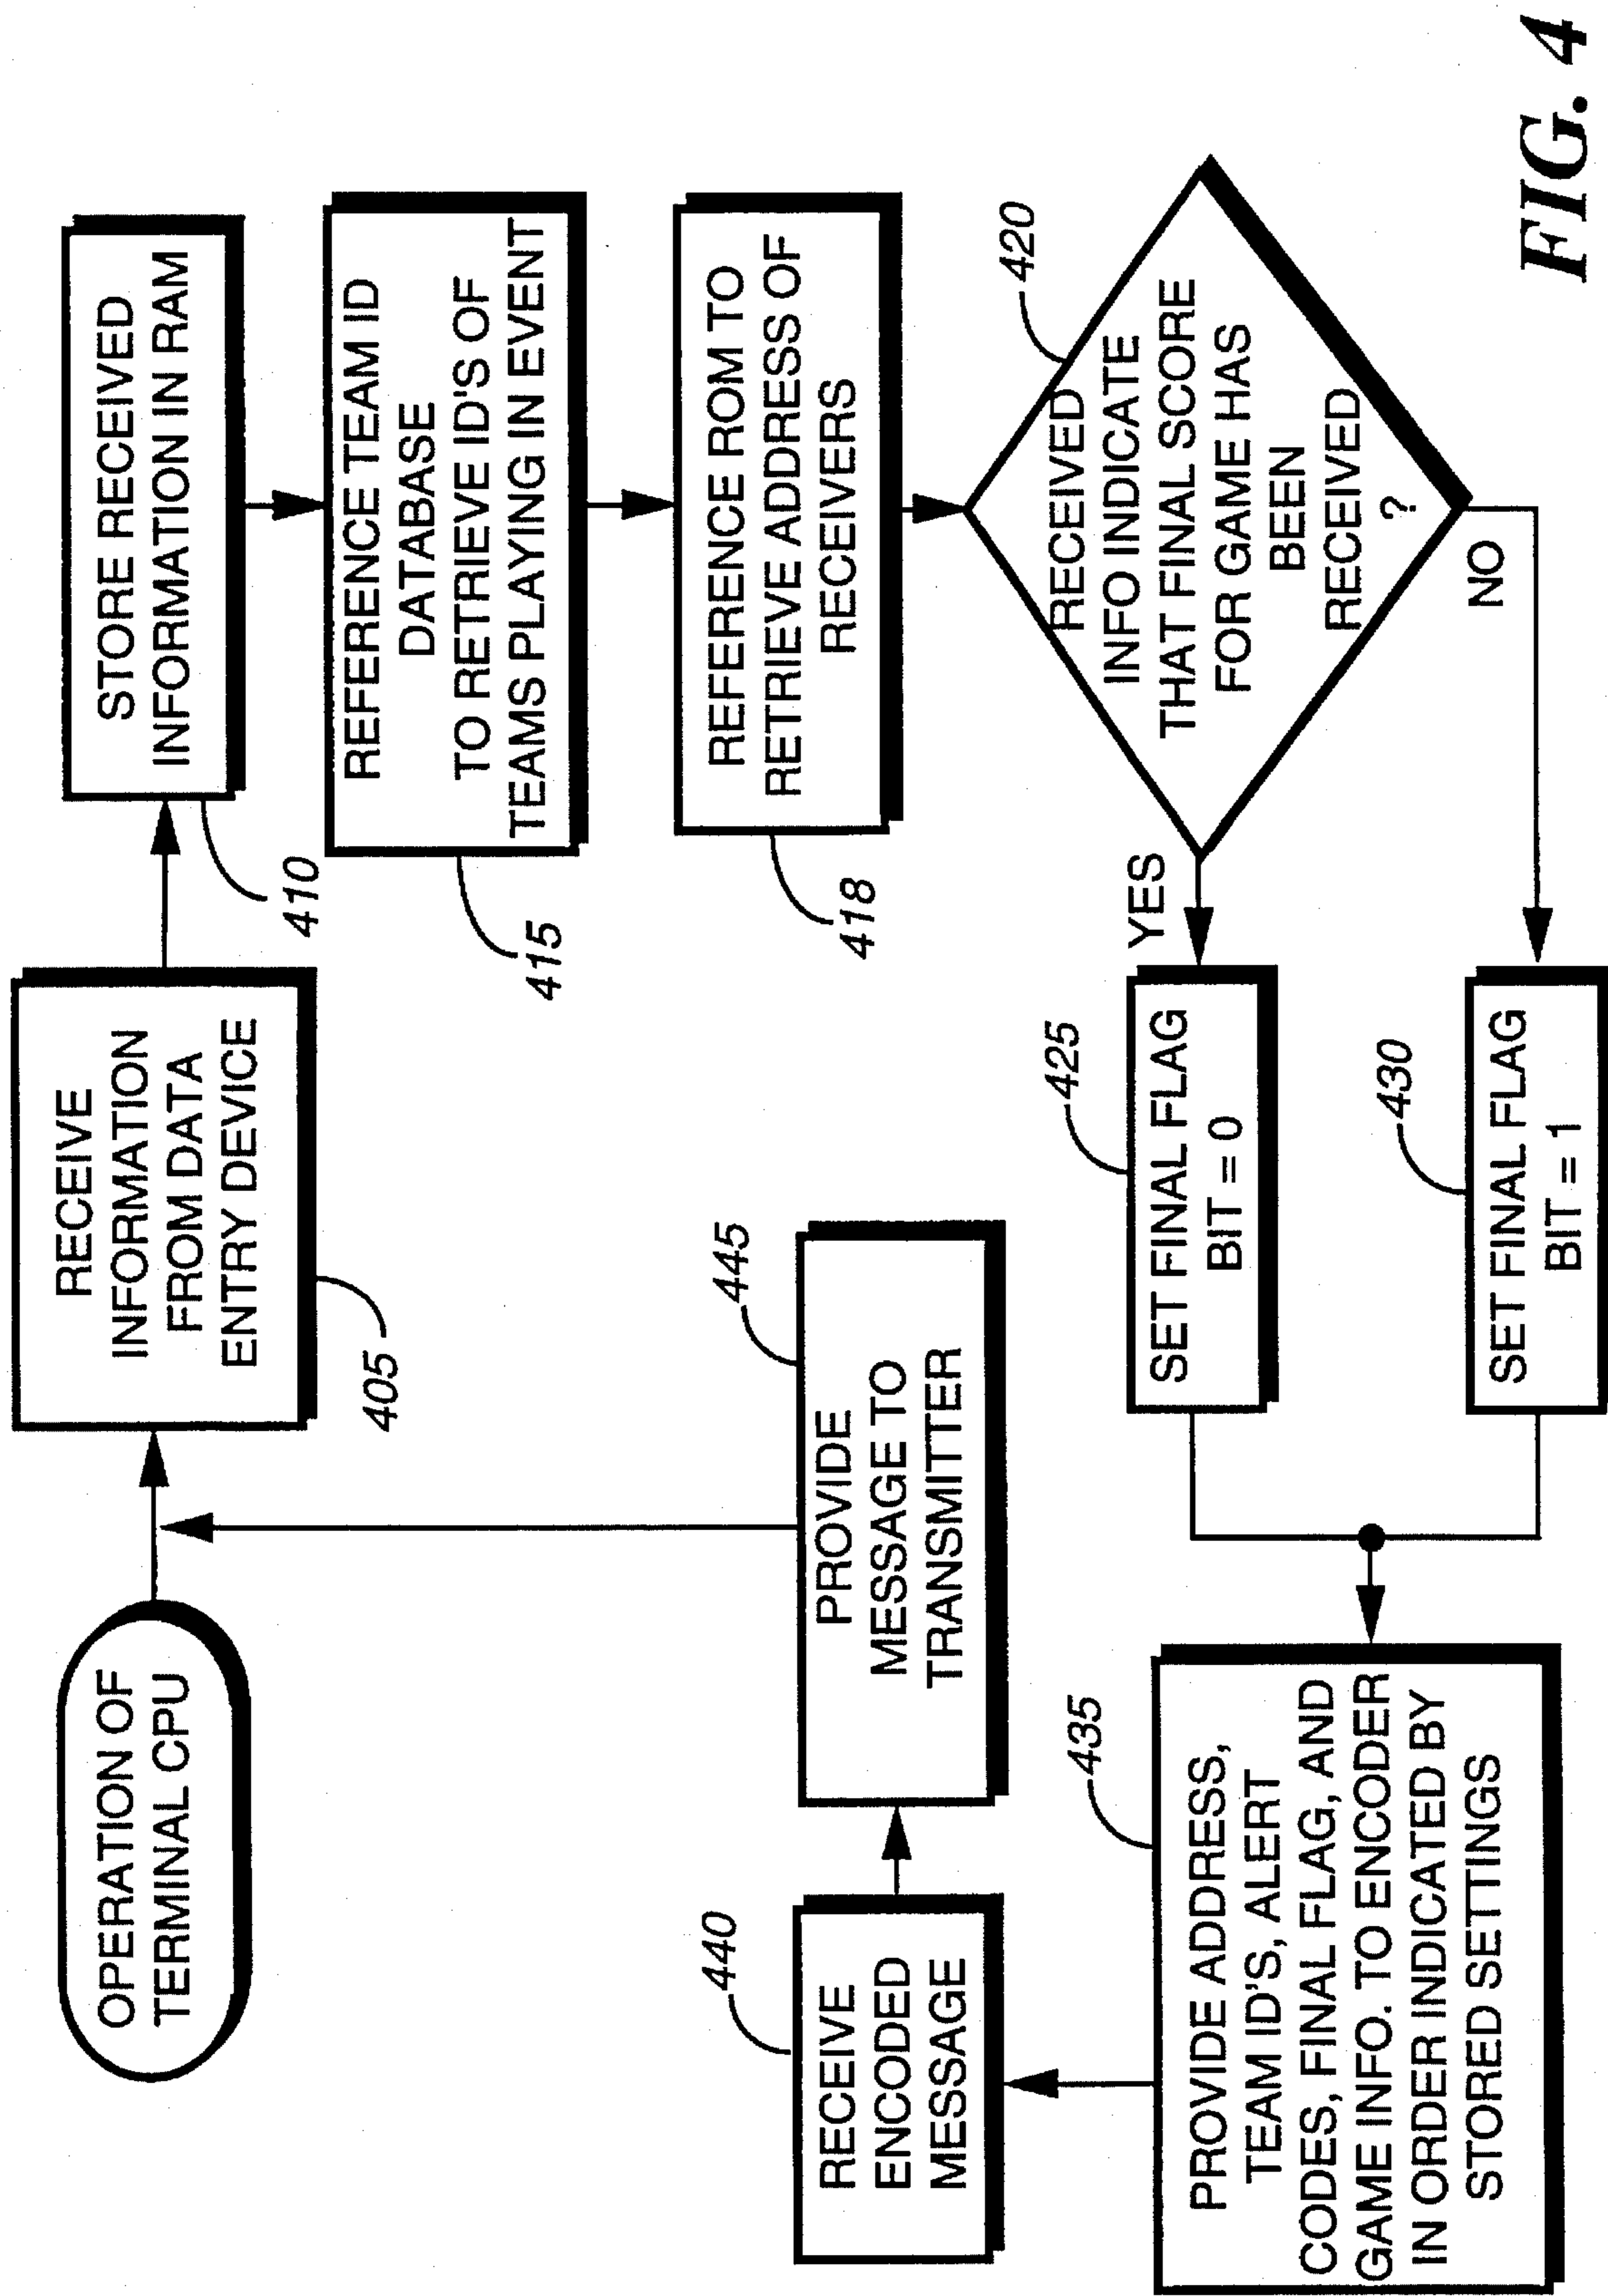 OPERATION OF
TERMINAL CPU
RECEIVE
INFORMATION
FROM DATA
ENTRY DEVICE
405
STORE RECEIVED
INFORMATION IN RAM
410
REFERENCE TEAM ID
DATABASE
TO RETRIEVE ID'S OF
TEAMS PLAYING IN EVENT
415
REFERENCE ROM TO
RETRIEVE ADDRESS OF
RECEIVERS
418
420
RECEIVED
INFO INDICATE
THAT FINAL SCORE
FOR GAME HAS
BEEN
RECEIVED
?
YES
NO
425
SET FINAL FLAG
BIT = 0
430
SET FINAL FLAG
BIT = 1
435
PROVIDE ADDRESS,
TEAM ID'S, ALERT
CODES, FINAL FLAG, AND
GAME INFO. TO ENCODER
IN ORDER INDICATED BY
STORED SETTINGS
440
RECEIVE
ENCODED
MESSAGE
445
PROVIDE
MESSAGE TO
TRANSMITTER
FIG. 4